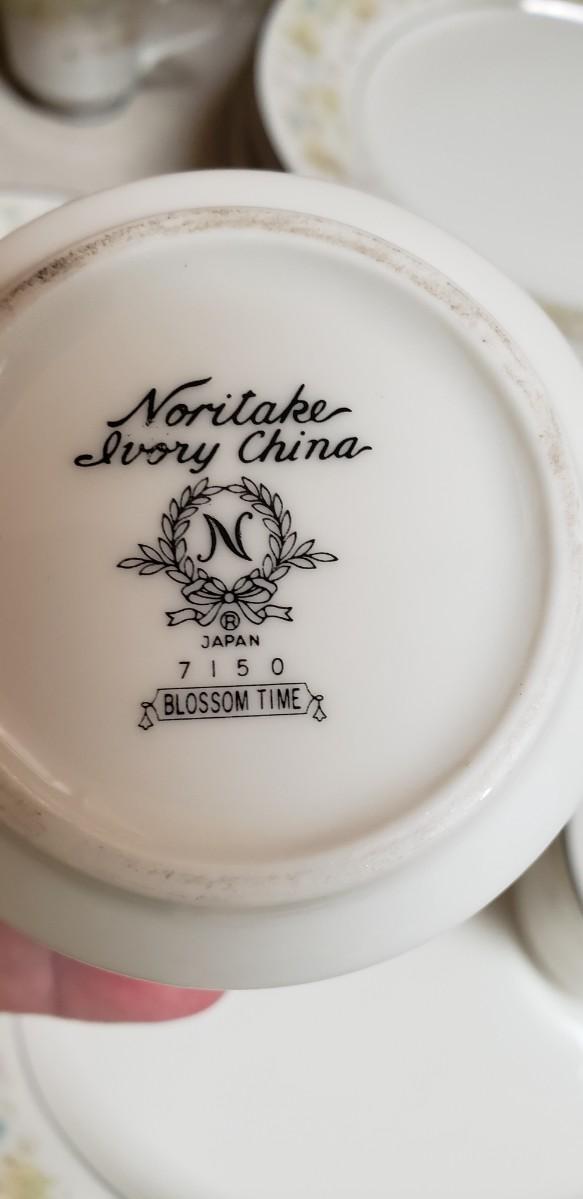 Noritake
Ivory China
N
®
JAPAN
7150
BLOSSOM TIME